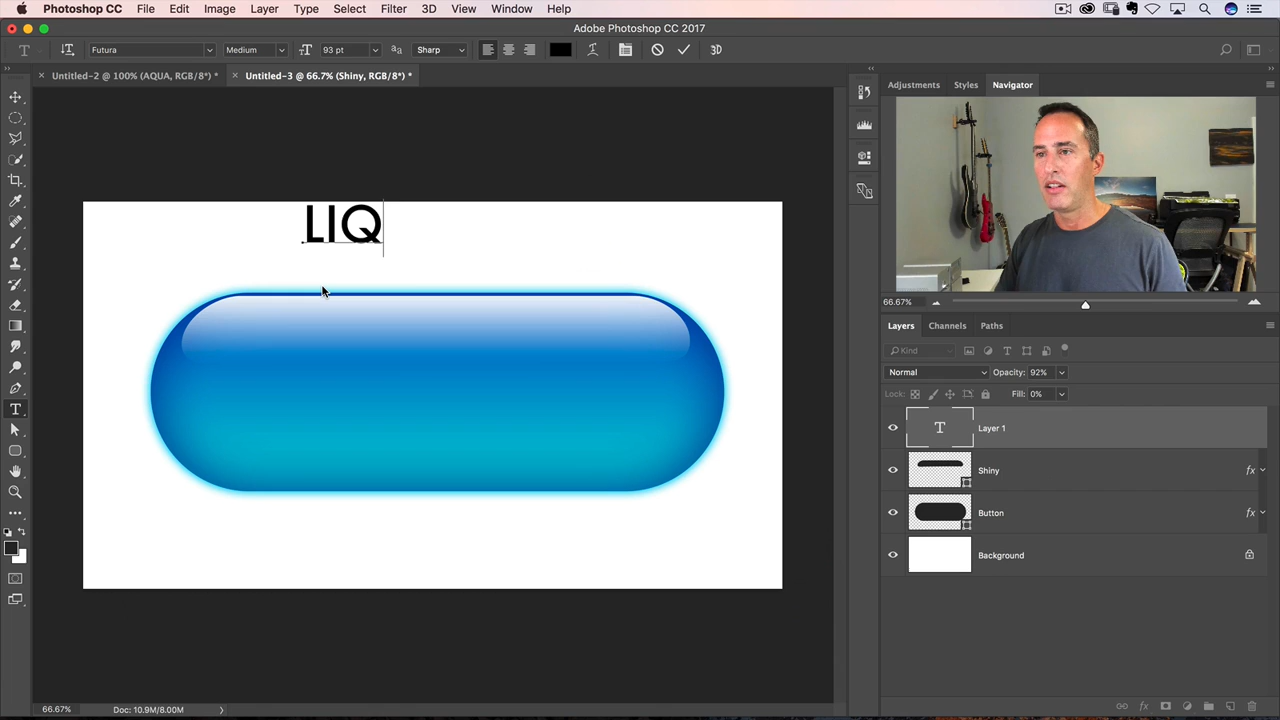 Photoshop CC File Edit Image Layer Type Select Filter 3D View Window Help
Adobe Photoshop CC 2017
Futura Medium 93 pt Sharp 3D
Untitled-2 @ 100% (AQUA, RGB/8*) * Untitled-3 @ 66.7% (Shiny, RGB/8*) *
Adjustments Styles Navigator
LIQ
66.67%
Layers Channels Paths
Kind
Normal Opacity: 92%
Lock: Fill: 0%
T Layer 1
Shiny fx
Button fx
Background
66.67% Doc: 10.9M/8.00M
fx